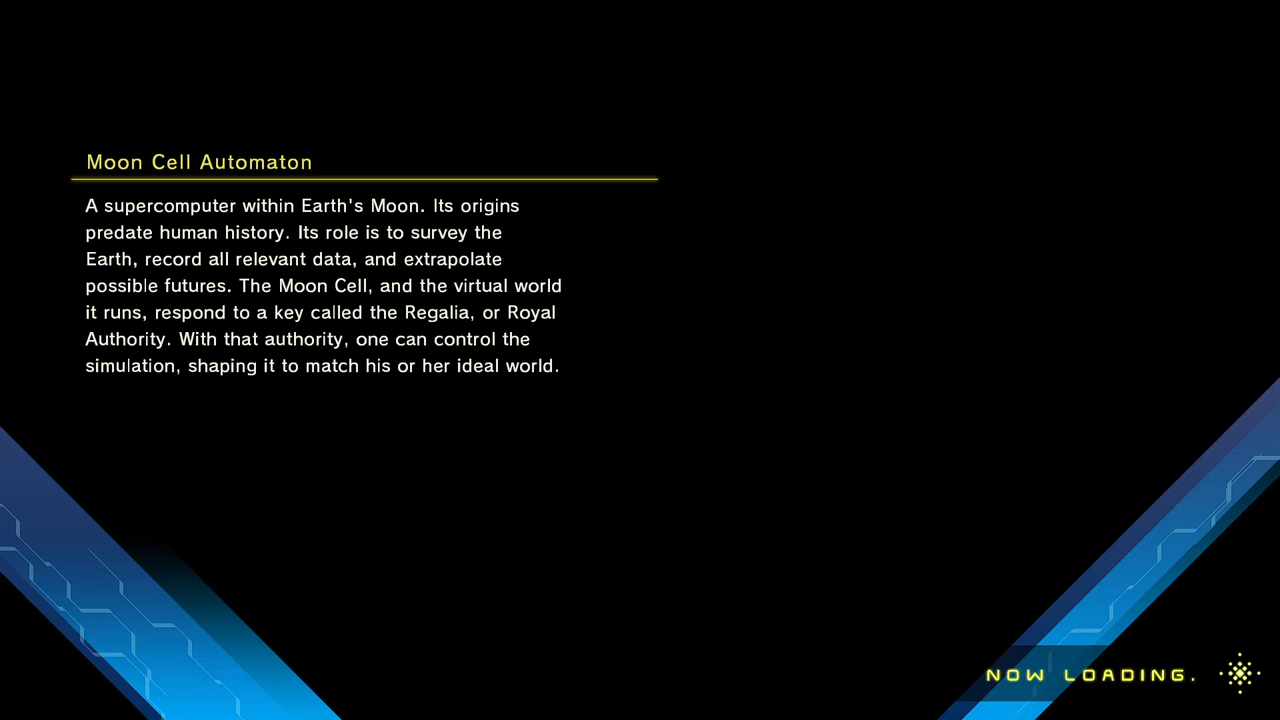 Moon Cell Automaton
A supercomputer within Earth's Moon. Its origins
predate human history. Its role is to survey the
Earth, record all relevant data, and extrapolate
possible futures. The Moon Cell, and the virtual world
it runs, respond to a key called the Regalia, or Royal
Authority. With that authority, one can control the
simulation, shaping it to match his or her ideal world.
NOW LOADING.